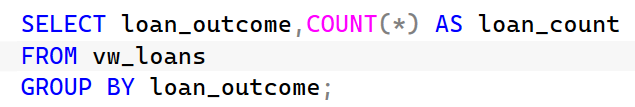 SELECT loan_outcome,COUNT(*) AS loan_count
FROM vw_loans
GROUP BY loan_outcome;